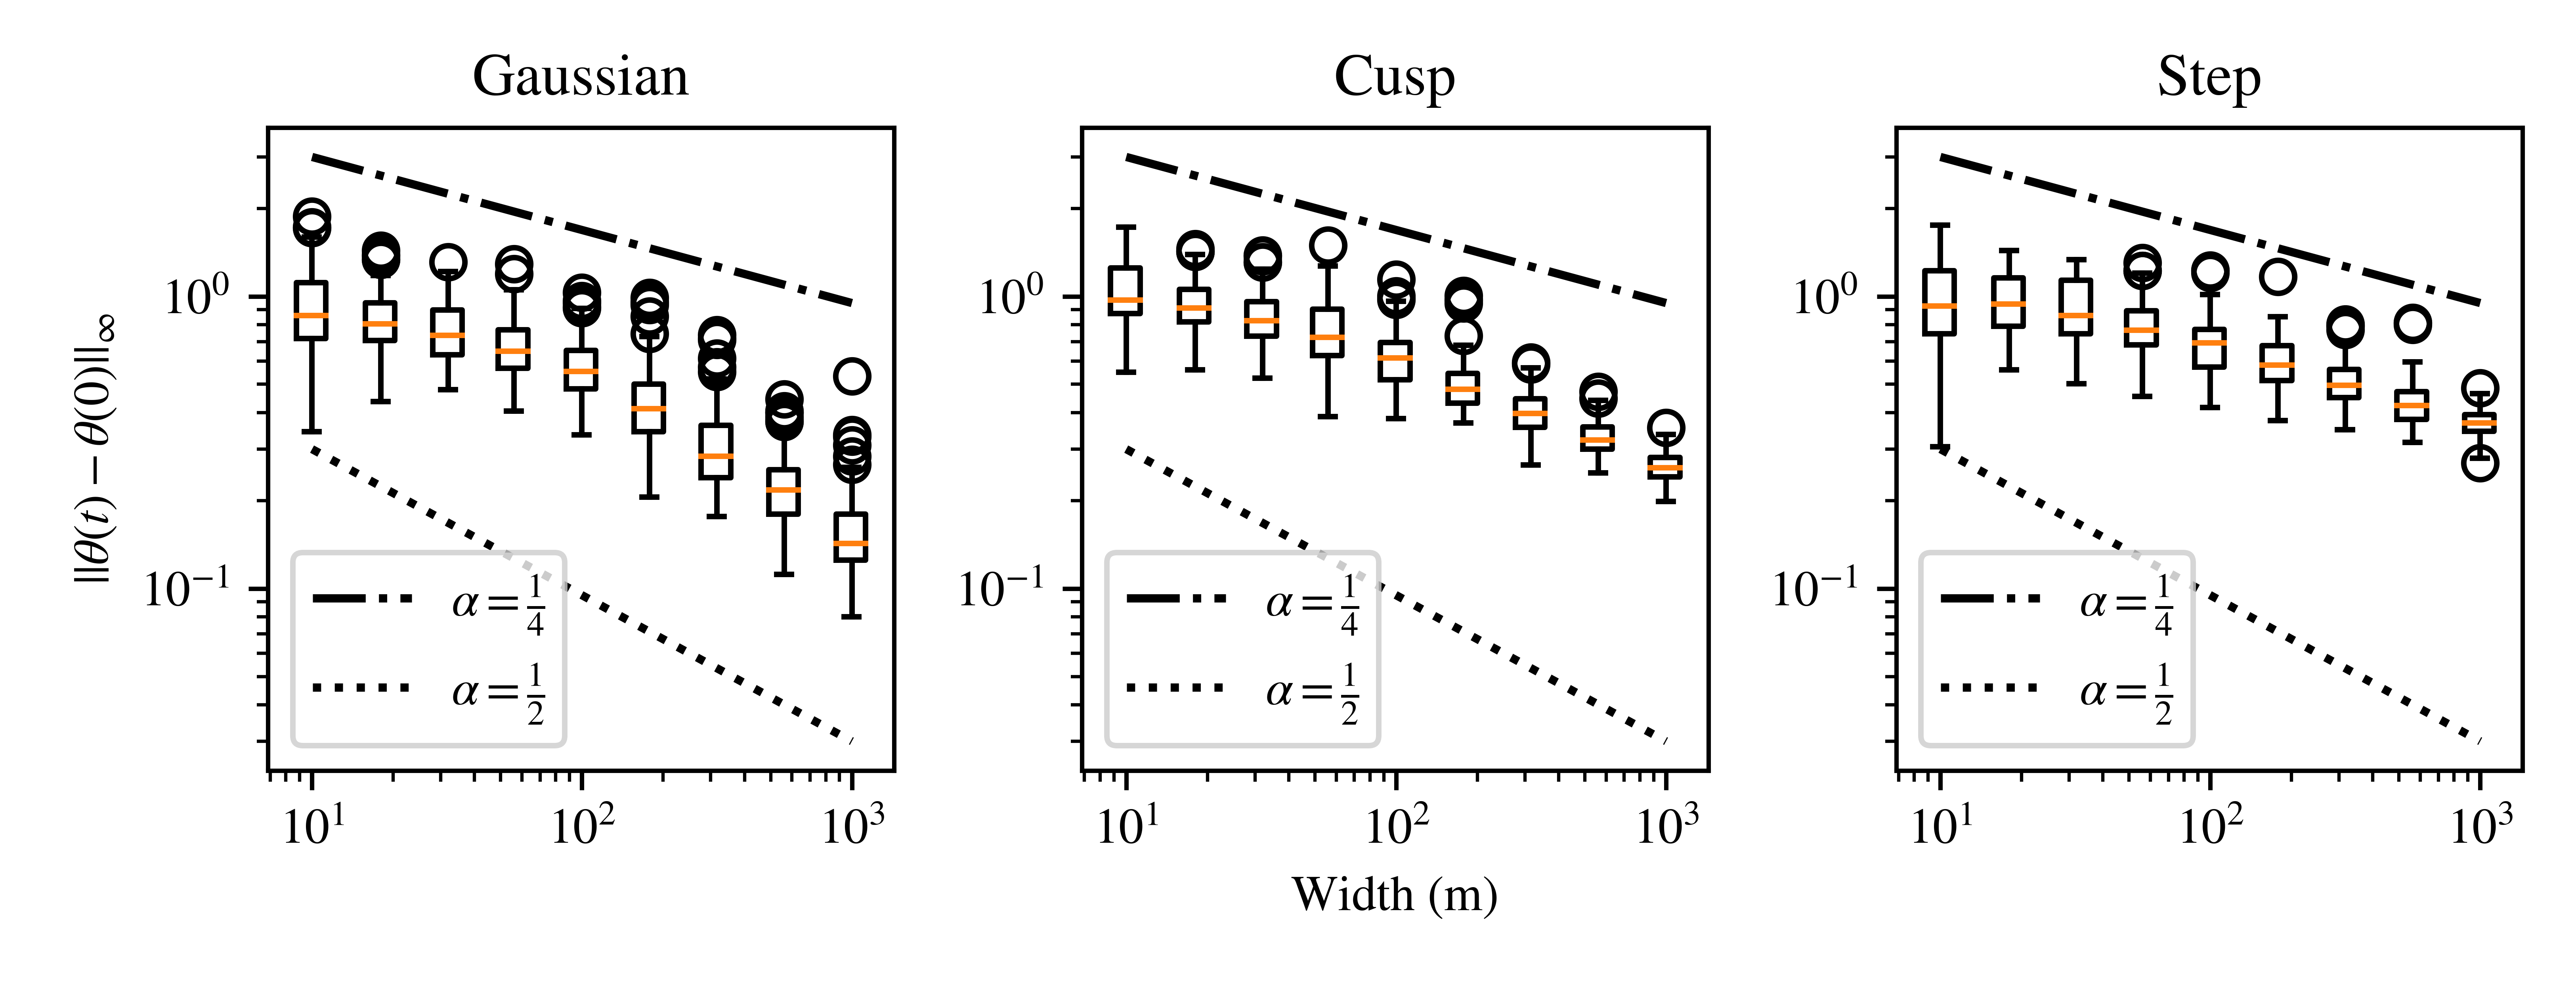 Gaussian
Cusp
Step
||θ(t) − θ(0)||∞
10⁰
10⁻¹
α = 1/4
α = 1/2
10¹ 10² 10³
10⁰
10⁻¹
α = 1/4
α = 1/2
10¹ 10² 10³
10⁰
10⁻¹
α = 1/4
α = 1/2
10¹ 10² 10³
Width (m)